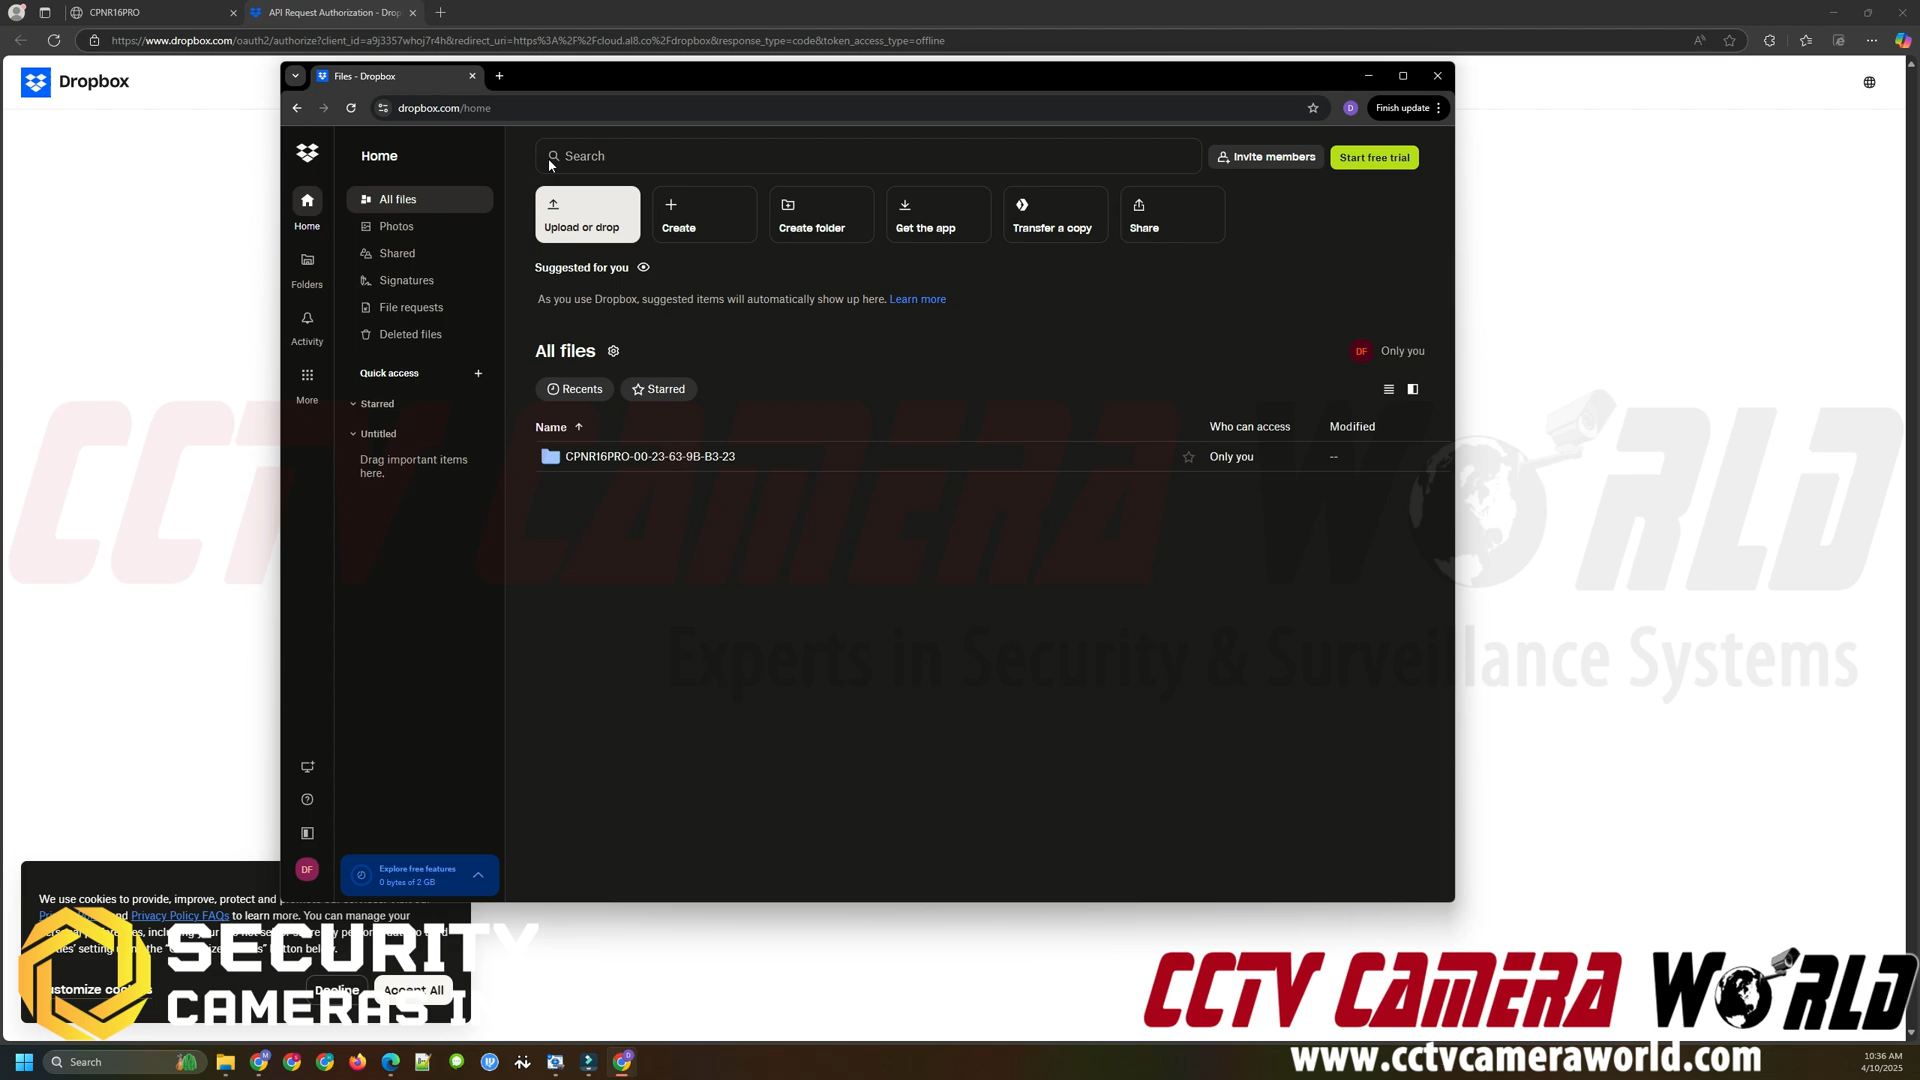 CPNR16PRO
API Request Authorization - Drop
https://www.dropbox.com/oauth2/authorize?client_id=a9j3357whoj7r4h&redirect_uri=https%3A%2F%2Fcloud.al8.co%2Fdropbox&response_type=code&token_access_type=offline
Dropbox
Files - Dropbox
dropbox.com/home
D
Finish update
Home
Search
Invite members
Start free trial
Home
All files
Photos
Shared
Signatures
File requests
Deleted files
Folders
Activity
More
Quick access
Starred
Untitled
Drag important items
here.
Upload or drop
Create
Create folder
Get the app
Transfer a copy
Share
Suggested for you
As you use Dropbox, suggested items will automatically show up here. Learn more
All files
DF
Only you
Recents
Starred
Name
Who can access
Modified
CPNR16PRO-00-23-63-9B-B3-23
Only you
--
CCTV CAMERA WORLD
Experts in Security & Surveillance Systems
DF
Explore free features
0 bytes of 2 GB
We use cookies to provide, improve, protect and
Privacy Policy FAQs to learn more. You can manage your
Decline
Accept All
SECURITY
CAMERAS IN
CCTV CAMERA WORLD
www.cctvcameraworld.com
Search
10:36 AM
4/10/2025